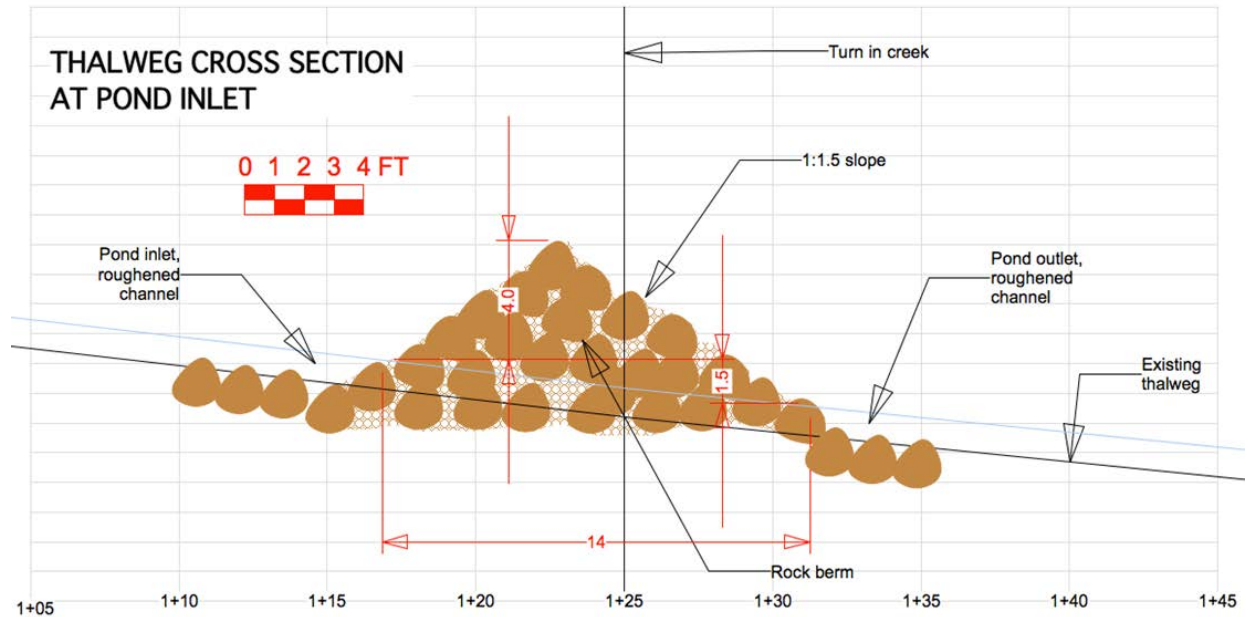 THALWEG CROSS SECTION
AT POND INLET
Turn in creek
0 1 2 3 4 FT
1:1.5 slope
Pond inlet,
roughened
channel
Pond outlet,
roughened
channel
4.0
1.5
Existing
thalweg
14
Rock berm
1+05 1+10 1+15 1+20 1+25 1+30 1+35 1+40 1+45